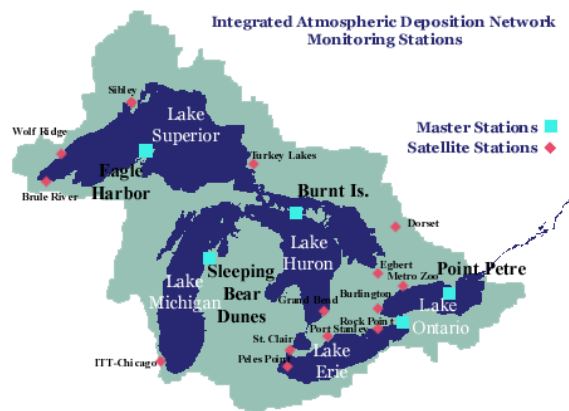 Integrated Atmospheric Deposition Network
Monitoring Stations
Sibley
Lake
Superior
Master Stations
Satellite Stations
Wolf Ridge
Turkey Lakes
Eagle
Harbor
Brule River
Burnt Is.
Dorset
Lake
Huron
Egbert
Metro Zoo
Point Petre
Sleeping
Bear
Dunes
Lake
Michigan
Grand Bend
Burlington
Lake
Ontario
Rock Point
Port Stanley
St. Clair
Peles Point
Lake
Erie
ITT-Chicago